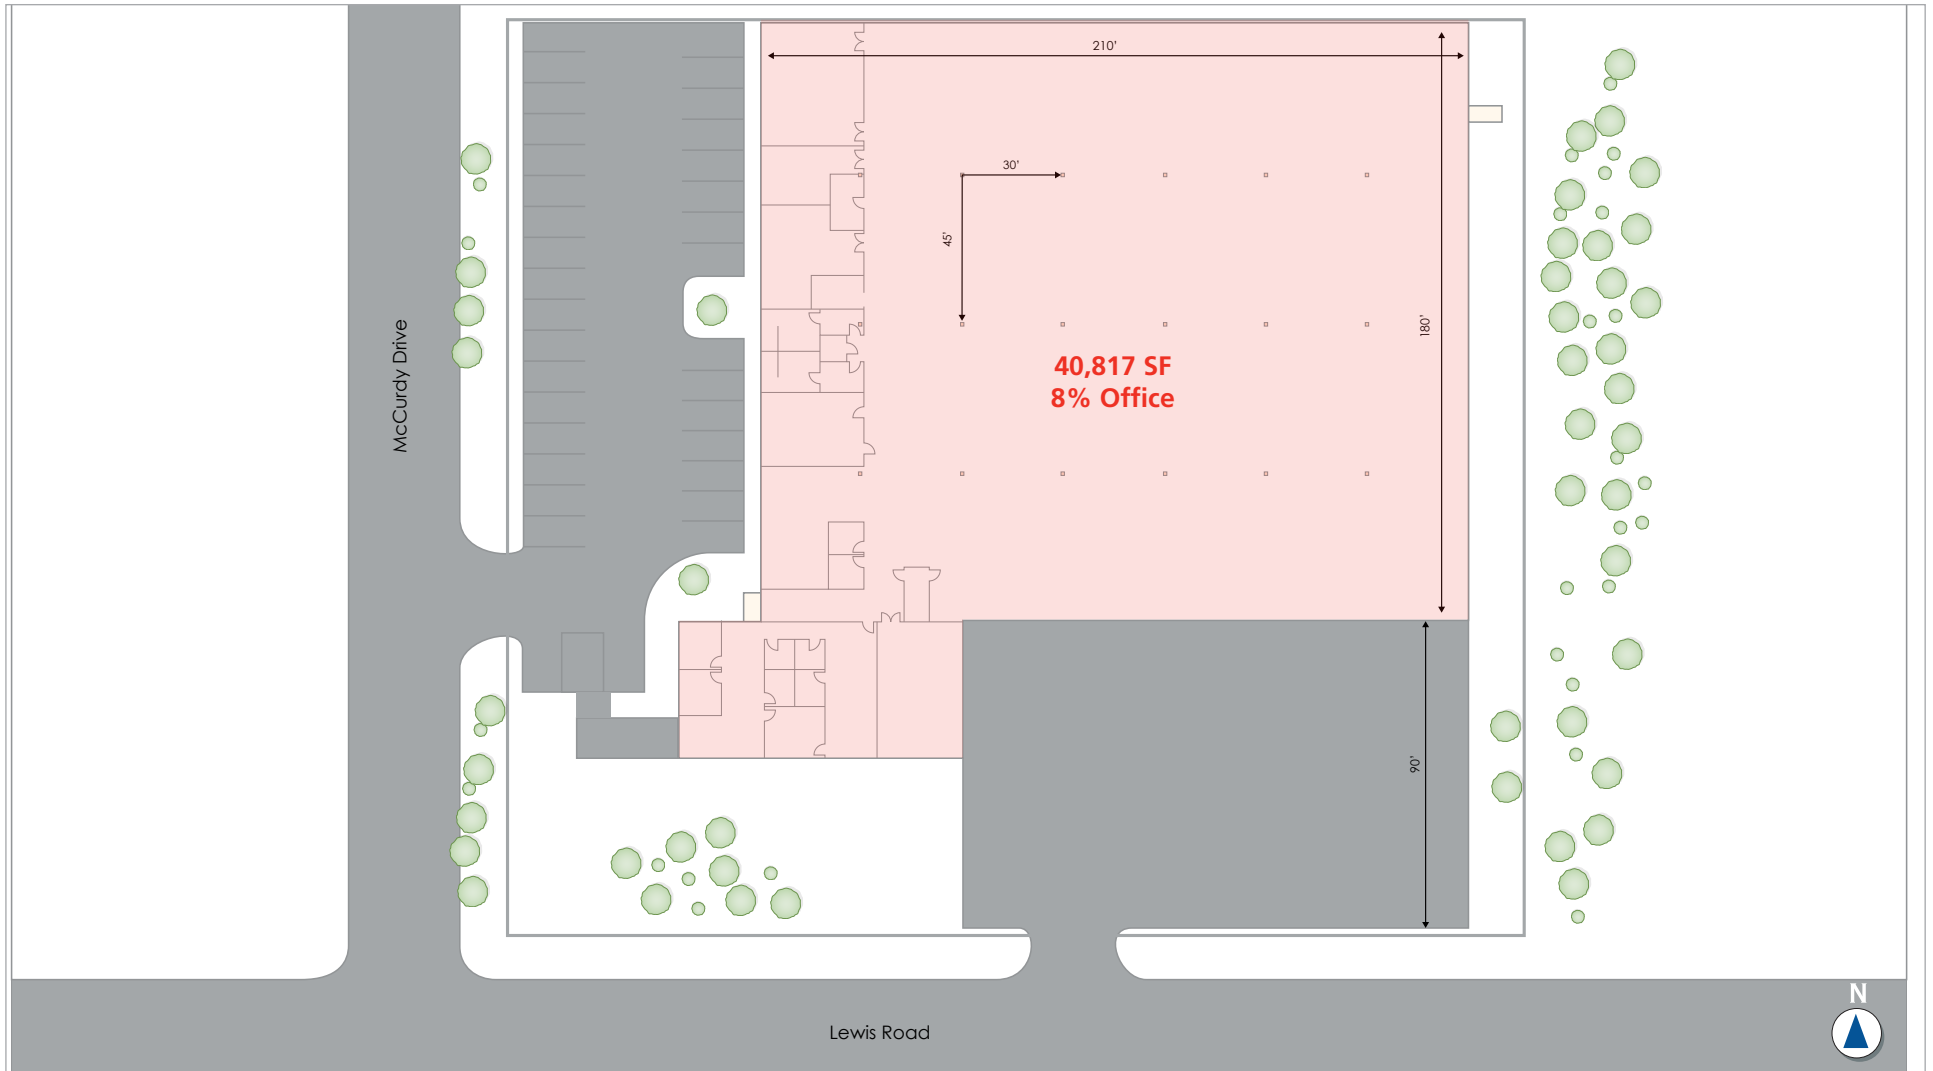 210'
30'
45'
180'
McCurdy Drive
40,817 SF
8% Office
90'
N
Lewis Road